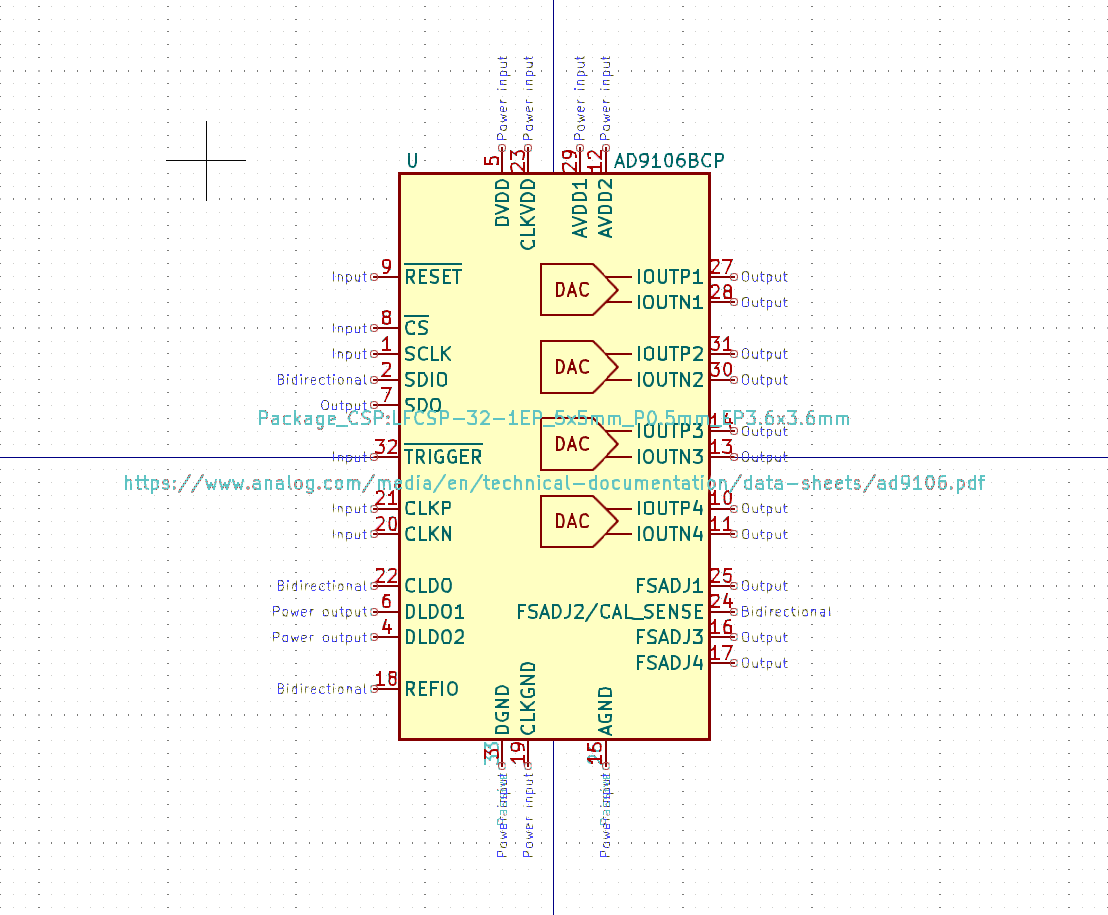 Power input
Power input
Power input
Power input
5
23
29
12
U
AD9106BCP
DVDD
CLKVDD
AVDD1
AVDD2
Input 9 RESET
DAC IOUTP1 27 Output
IOUTN1 28 Output
Input 8 CS
Input 1 SCLK
DAC IOUTP2 31 Output
Bidirectional 2 SDIO
IOUTN2 30 Output
Output 7 SDO
Package_CSP:LFCSP-32-1EP_5x5mm_P0.5mm_EP3.6x3.6mm
DAC IOUTP3 14 Output
Input 32 TRIGGER
IOUTN3 13 Output
https://www.analog.com/media/en/technical-documentation/data-sheets/ad9106.pdf
Input 21 CLKP
DAC IOUTP4 10 Output
Input 20 CLKN
IOUTN4 11 Output
Bidirectional 22 CLDO
FSADJ1 25 Output
Power output 6 DLDO1
FSADJ2/CAL_SENSE 24 Bidirectional
Power output 4 DLDO2
FSADJ3 16 Output
FSADJ4 17 Output
Bidirectional 18 REFIO
DGND
CLKGND
AGND
3
19
15
Power input
Power input
Power input